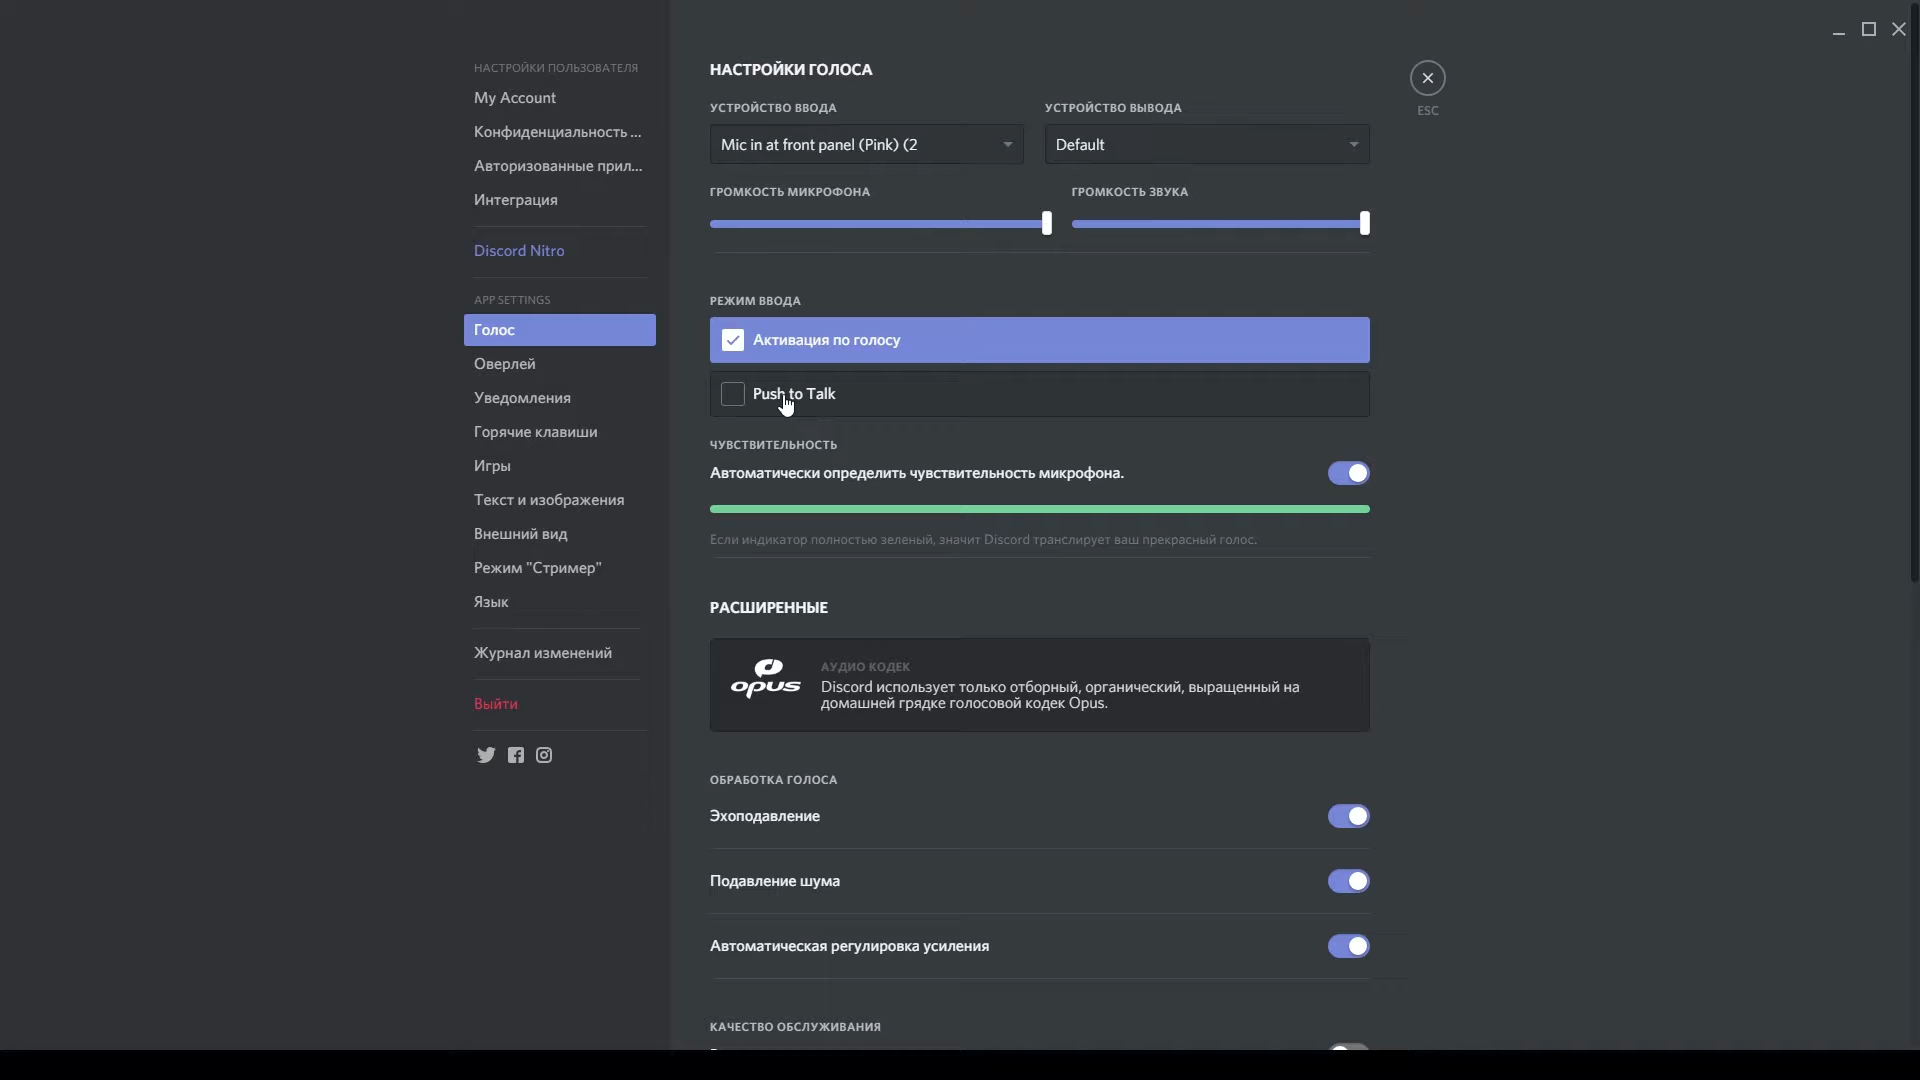 НАСТРОЙКИ ПОЛЬЗОВАТЕЛЯ
My Account
Конфиденциальность ...
Авторизованные прил...
Интеграция
Discord Nitro
APP SETTINGS
Голос
Оверлей
Уведомления
Горячие клавиши
Игры
Текст и изображения
Внешний вид
Режим "Стример"
Язык
Журнал изменений
Выйти
НАСТРОЙКИ ГОЛОСА
УСТРОЙСТВО ВВОДА
УСТРОЙСТВО ВЫВОДА
Mic in at front panel (Pink) (2
Default
ГРОМКОСТЬ МИКРОФОНА
ГРОМКОСТЬ ЗВУКА
РЕЖИМ ВВОДА
Активация по голосу
Push to Talk
ЧУВСТВИТЕЛЬНОСТЬ
Автоматически определить чувствительность микрофона.
Если индикатор полностью зеленый, значит Discord транслирует ваш прекрасный голос.
РАСШИРЕННЫЕ
opus
АУДИО КОДЕК
Discord использует только отборный, органический, выращенный на
домашней грядке голосовой кодек Opus.
ОБРАБОТКА ГОЛОСА
Эхоподавление
Подавление шума
Автоматическая регулировка усиления
КАЧЕСТВО ОБСЛУЖИВАНИЯ
ESC